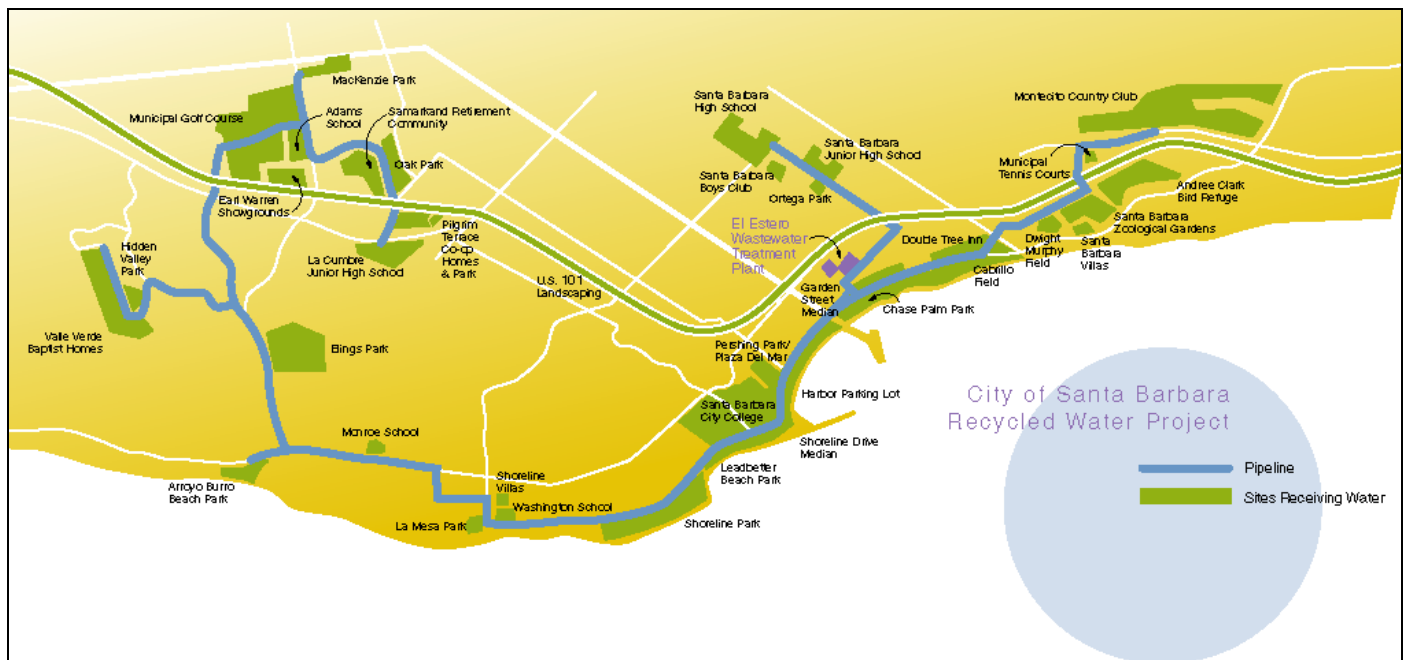 MacKenzie Park
Municipal Golf Course
Adams
School
Samarkand Retirement
Community
Oak Park
Earl Warren
Showgrounds
Pilgrim
Terrace
Co-op
Homes
& Park
La Cumbre
Junior High School
Hidden
Valley
Park
Valle Verde
Baptist Homes
Elings Park
U.S. 101
Landscaping
Santa Barbara
High School
Santa Barbara
Junior High School
Santa Barbara
Boys Club
Ortega Park
El Estero
Wastewater
Treatment
Plant
Garden
Street
Median
Double Tree Inn
Chase Palm Park
Cabrillo
Field
Montecito Country Club
Municipal
Tennis Courts
Andree Clark
Bird Refuge
Santa Barbara
Zoological Gardens
Dwight
Murphy
Field
Santa
Barbara
Villas
Pershing Park/
Plaza Del Mar
Harbor Parking Lot
Santa Barbara
City College
Shoreline Drive
Median
Leadbetter
Beach Park
Monroe School
Arroyo Burro
Beach Park
Shoreline
Villas
Washington School
La Mesa Park
Shoreline Park
City of Santa Barbara
Recycled Water Project
Pipeline
Sites Receiving Water